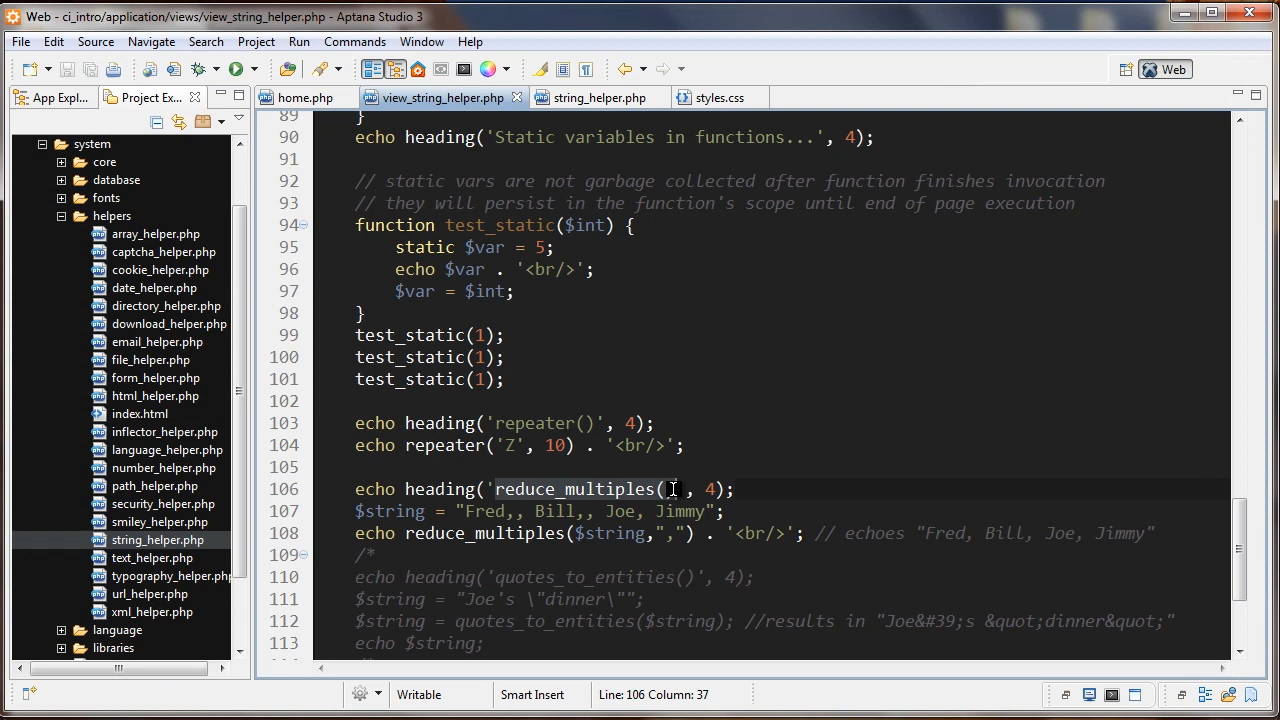 Web - ci_intro/application/views/view_string_helper.php - Aptana Studio 3
File Edit Source Navigate Search Project Run Commands Window Help
Web
App Expl... Project Ex... home.php view_string_helper.php string_helper.php styles.css
system
core
database
fonts
helpers
array_helper.php
captcha_helper.php
cookie_helper.php
date_helper.php
directory_helper.php
download_helper.php
email_helper.php
file_helper.php
form_helper.php
html_helper.php
index.html
inflector_helper.php
language_helper.php
number_helper.php
path_helper.php
security_helper.php
smiley_helper.php
string_helper.php
text_helper.php
typography_helper.php
url_helper.php
xml_helper.php
language
libraries
89 }
90 echo heading('Static variables in functions...', 4);
91
92 // static vars are not garbage collected after function finishes invocation
93 // they will persist in the function's scope until end of page execution
94 function test_static($int) {
95 static $var = 5;
96 echo $var . '<br/>';
97 $var = $int;
98 }
99 test_static(1);
100 test_static(1);
101 test_static(1);
102
103 echo heading('repeater()', 4);
104 echo repeater('Z', 10) . '<br/>';
105
106 echo heading('reduce_multiples()', 4);
107 $string = "Fred,, Bill,, Joe, Jimmy";
108 echo reduce_multiples($string,",") . '<br/>'; // echoes "Fred, Bill, Joe, Jimmy"
109 /*
110 echo heading('quotes_to_entities()', 4);
111 $string = "Joe's \"dinner\"";
112 $string = quotes_to_entities($string); //results in "Joe&#39;s &quot;dinner&quot;"
113 echo $string;
Writable Smart Insert Line: 106 Column: 37